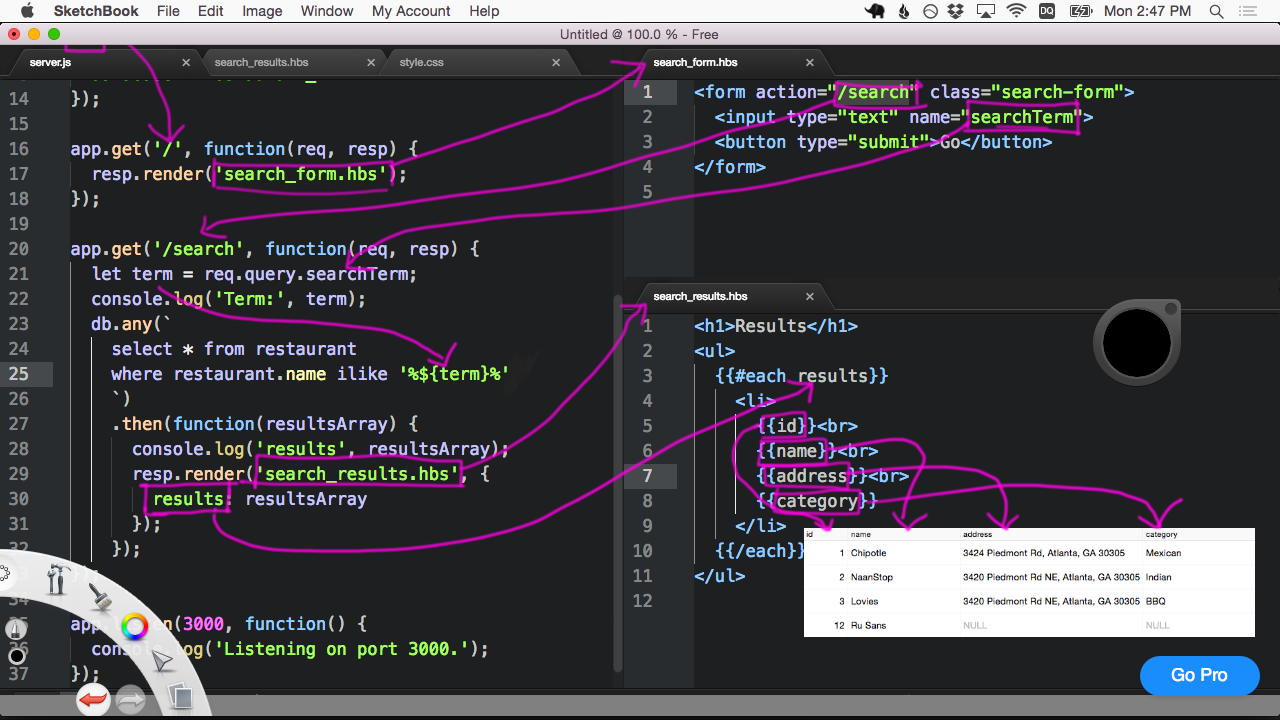 SketchBook File Edit Image Window My Account Help DQ Mon 2:47 PM
Untitled @ 100.0 % - Free
server.js search_results.hbs style.css
14 });
15
16 app.get('/', function(req, resp) {
17 resp.render('search_form.hbs');
18 });
19
20 app.get('/search', function(req, resp) {
21 let term = req.query.searchTerm;
22 console.log('Term:', term);
23 db.any(`
24 select * from restaurant
25 where restaurant.name ilike '%${term}%'
26 `)
27 .then(function(resultsArray) {
28 console.log('results', resultsArray);
29 resp.render('search_results.hbs', {
30 results: resultsArray
31 });
32 });
34
(3000, function() {
36 console.log('Listening on port 3000.');
37 });
search_form.hbs
1 <form action="/search" class="search-form">
2 <input type="text" name="searchTerm">
3 <button type="submit">Go</button>
4 </form>
5
search_results.hbs
1 <h1>Results</h1>
2 <ul>
3 {{#each results}}
4 <li>
5 {{id}}<br>
6 {{name}}<br>
7 {{address}}<br>
8 {{category}}
9 </li>
10 {{/each}}
11 </ul>
12
id name address category
1 Chipotle 3424 Piedmont Rd, Atlanta, GA 30305 Mexican
2 NaanStop 3420 Piedmont Rd NE, Atlanta, GA 30305 Indian
3 Lovies 3420 Piedmont Rd NE, Atlanta, GA 30305 BBQ
12 Ru Sans NULL NULL
Go Pro